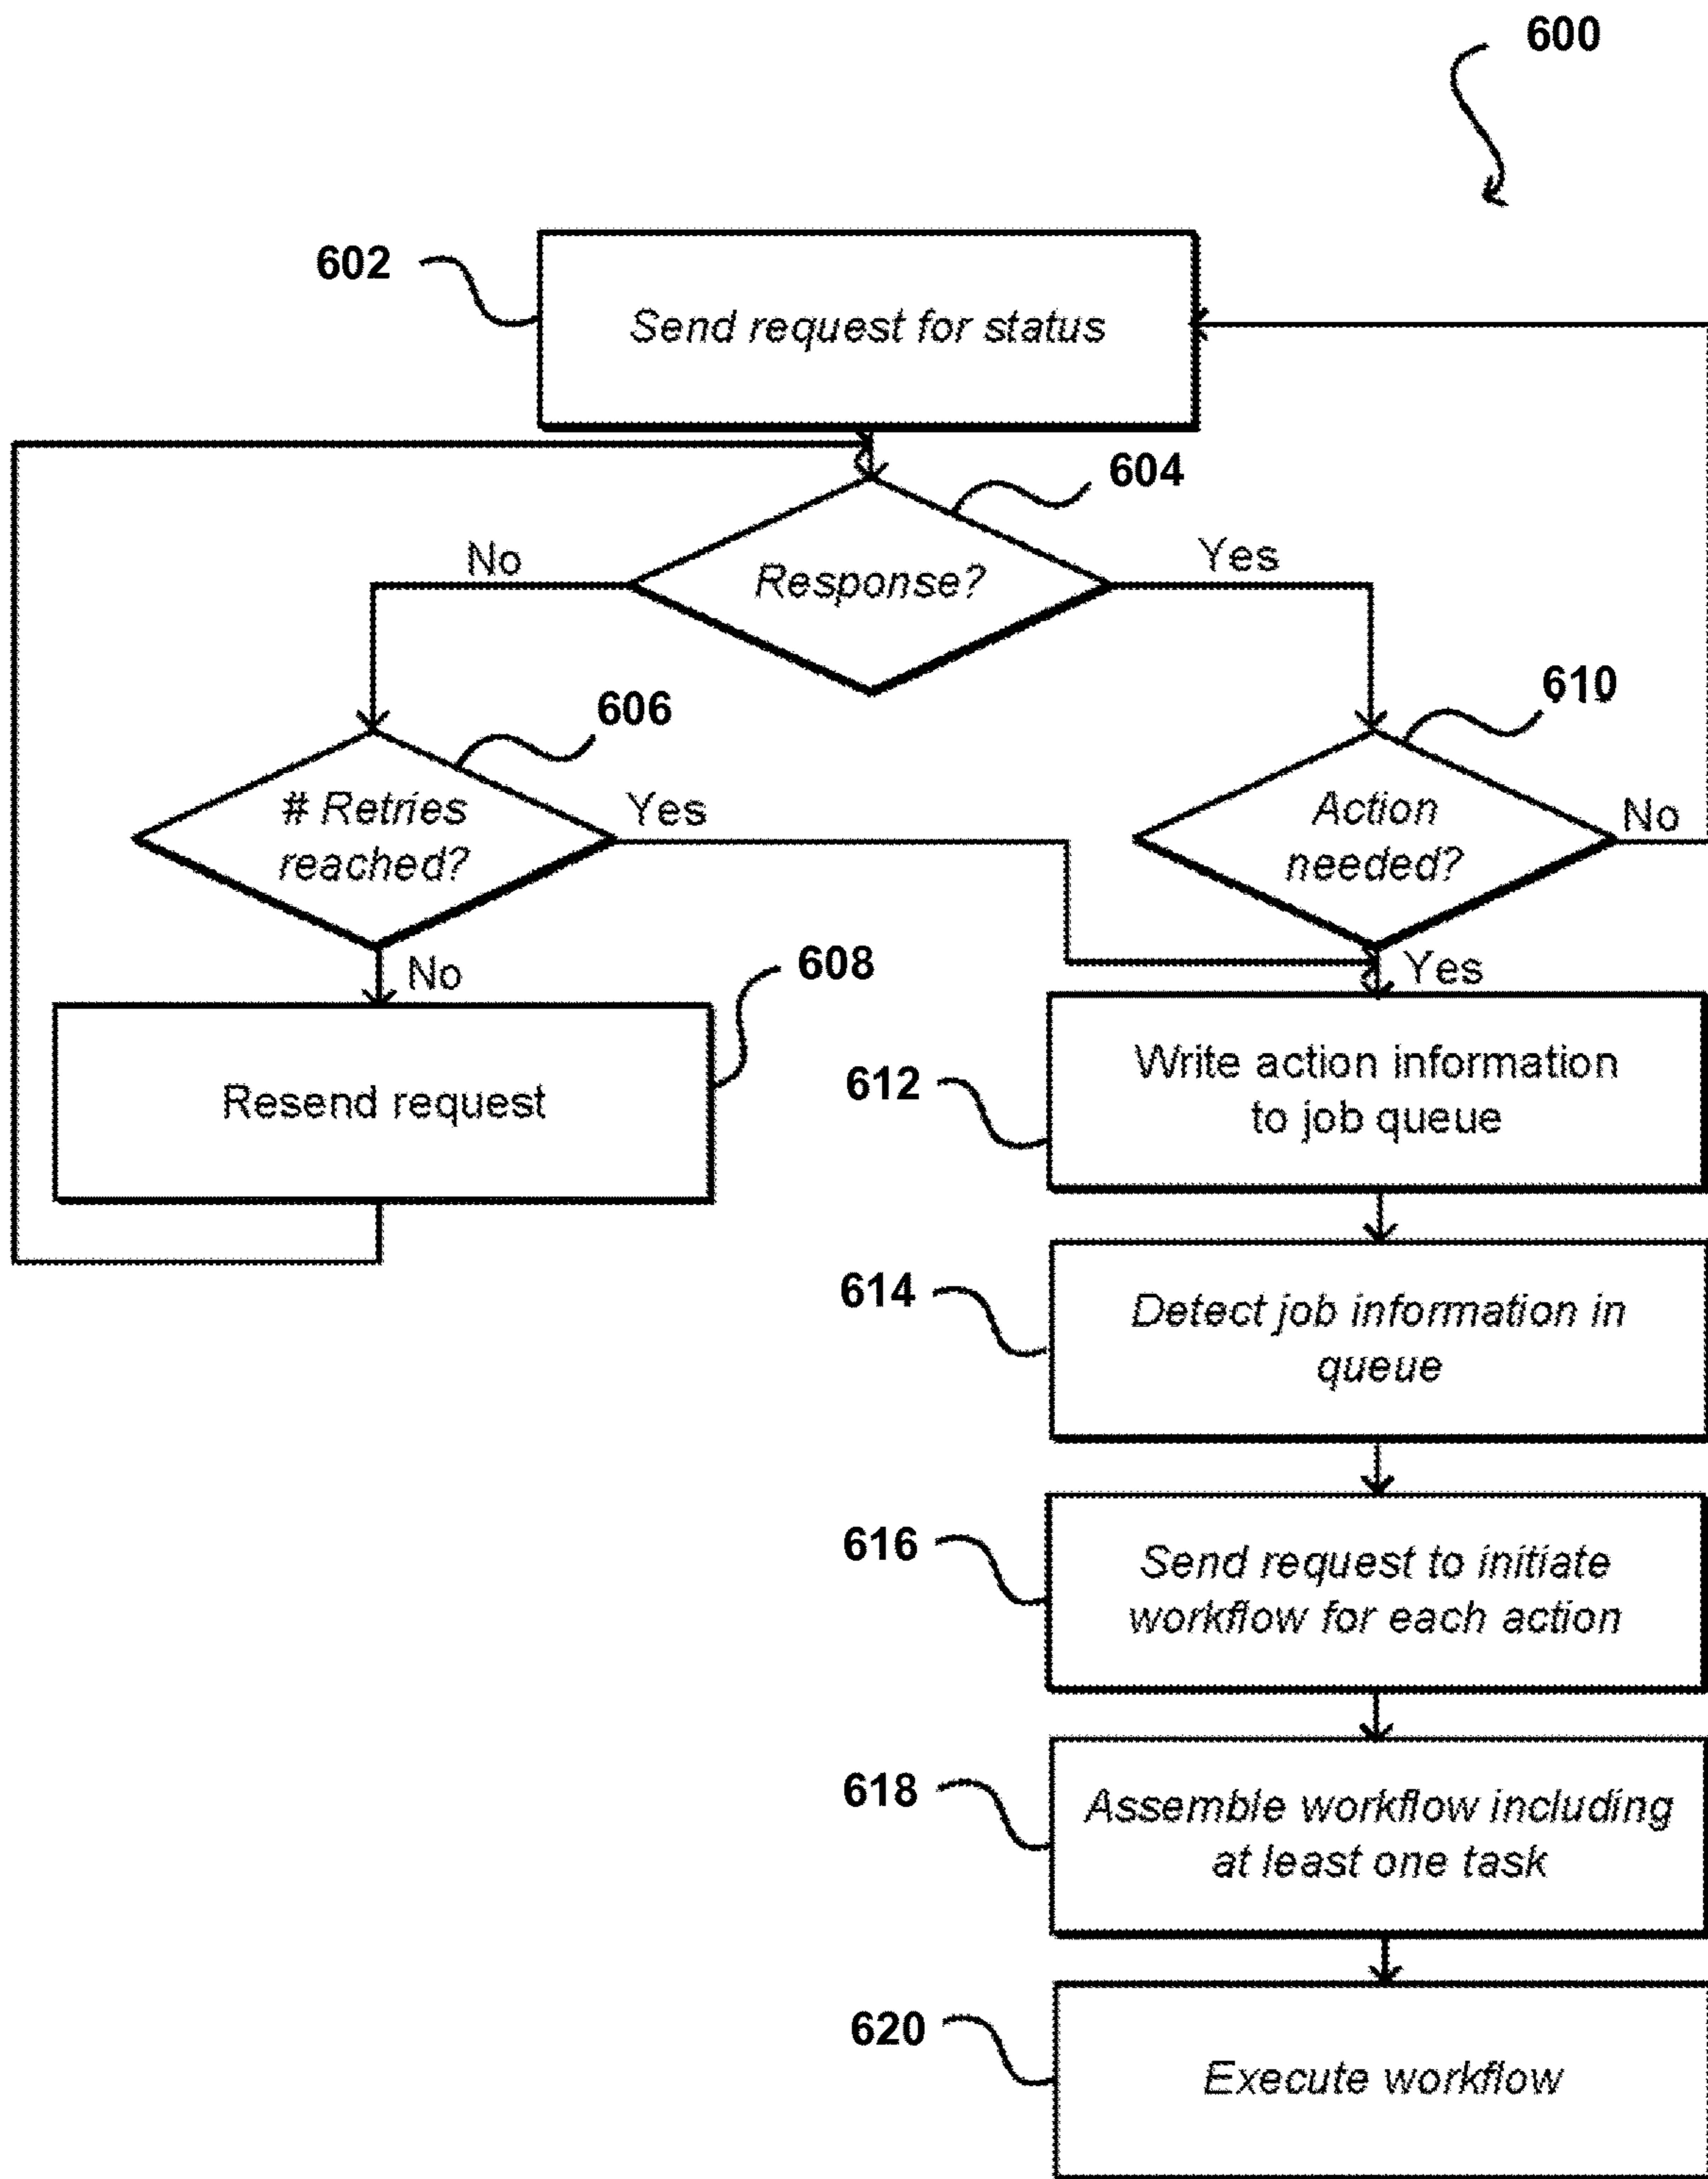 600
602
Send request for status
604
No
Response?
Yes
606
610
# Retries
reached?
Yes
Action
needed?
No
No
608
Yes
Resend request
612
Write action information
to job queue
614
Detect job information in
queue
616
Send request to initiate
workflow for each action
618
Assemble workflow including
at least one task
620
Execute workflow